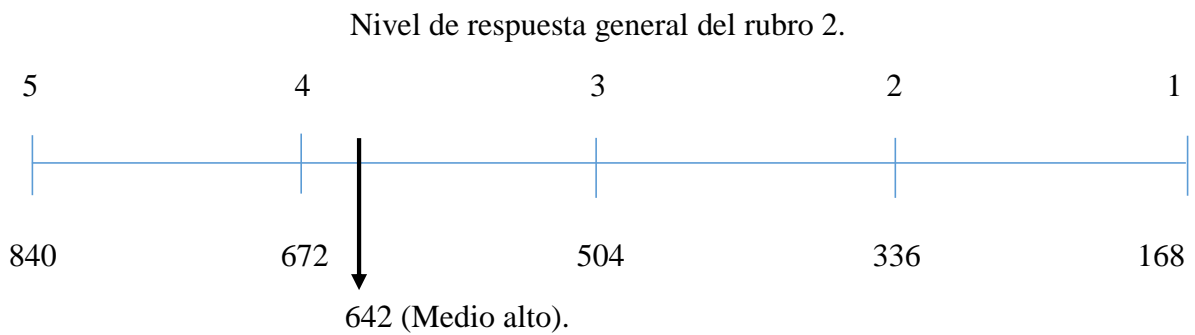 Nivel de respuesta general del rubro 2.
5 4 3 2 1
840 672 504 336 168
642 (Medio alto).